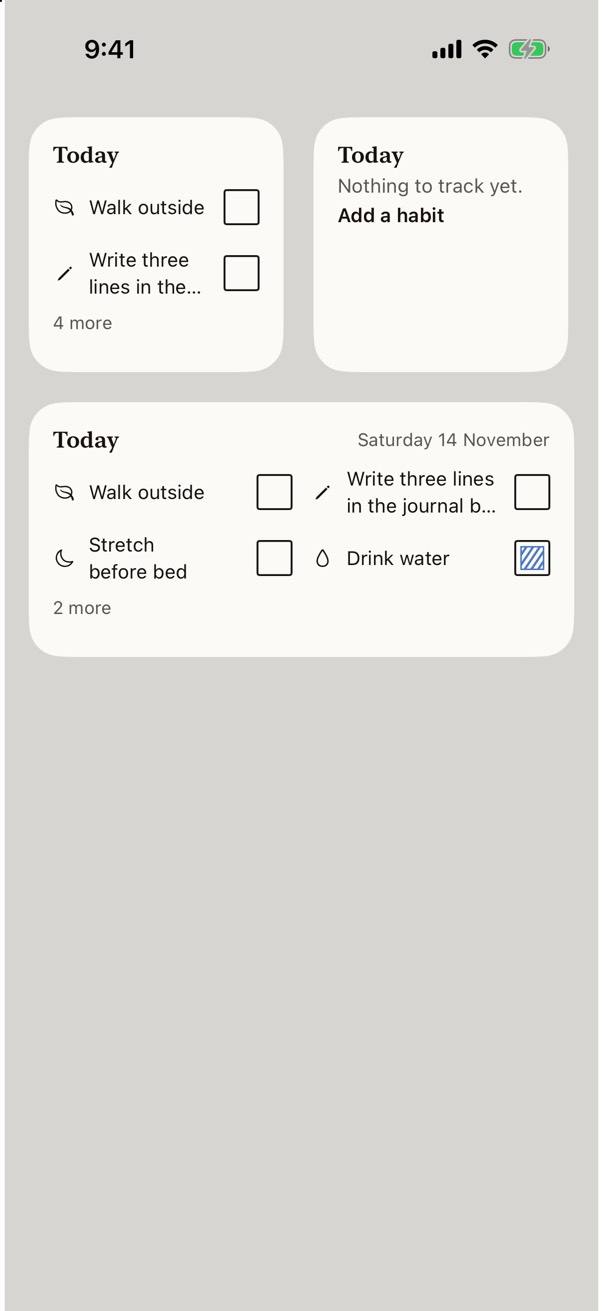 9:41
Today
Walk outside
Write three
lines in the...
4 more
Today
Nothing to track yet.
Add a habit
Today
Saturday 14 November
Walk outside
Write three lines
in the journal b...
Stretch
before bed
Drink water
2 more